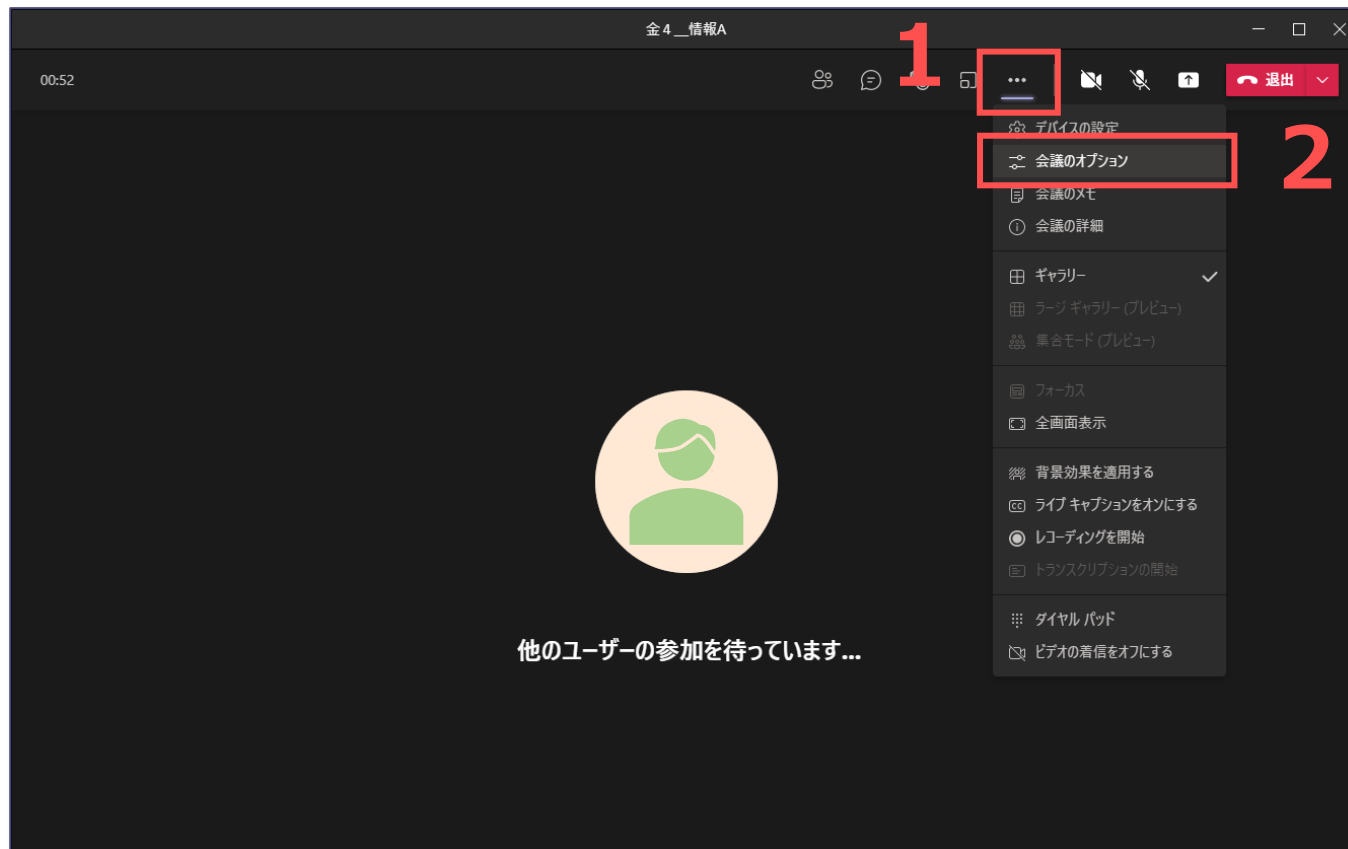 金４__情報A
00:52
1
退出
デバイスの設定
2
会議のオプション
会議のメモ
会議の詳細
ギャラリー
ラージ ギャラリー (プレビュー)
集合モード (プレビュー)
フォーカス
全画面表示
背景効果を適用する
CC ライブ キャプションをオンにする
レコーディングを開始
トランスクリプションの開始
ダイヤル パッド
ビデオの着信をオフにする
他のユーザーの参加を待っています...